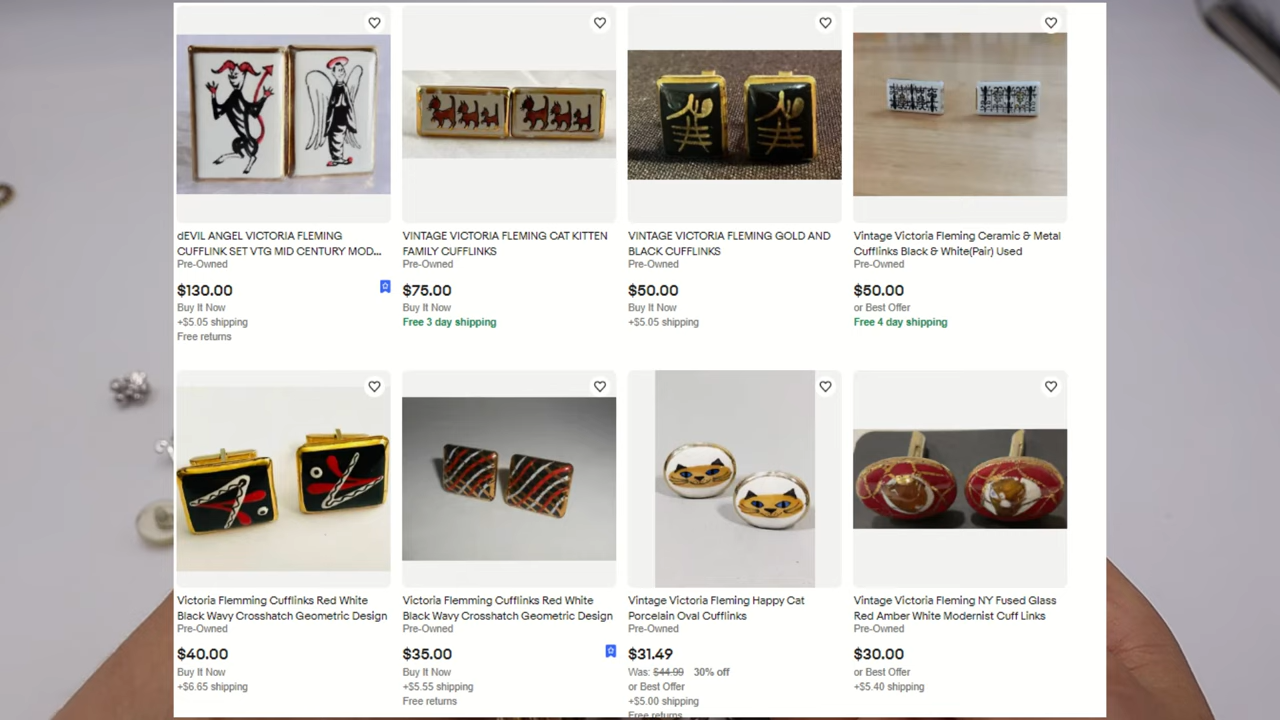 dEVIL ANGEL VICTORIA FLEMING
CUFFLINK SET VTG MID CENTURY MOD...
Pre-Owned
$130.00
Buy It Now
+$5.05 shipping
Free returns
VINTAGE VICTORIA FLEMING CAT KITTEN
FAMILY CUFFLINKS
Pre-Owned
$75.00
Buy It Now
Free 3 day shipping
VINTAGE VICTORIA FLEMING GOLD AND
BLACK CUFFLINKS
Pre-Owned
$50.00
Buy It Now
+$5.05 shipping
Vintage Victoria Fleming Ceramic & Metal
Cufflinks Black & White(Pair) Used
Pre-Owned
$50.00
or Best Offer
Free 4 day shipping
Victoria Flemming Cufflinks Red White
Black Wavy Crosshatch Geometric Design
Pre-Owned
$40.00
Buy It Now
+$6.65 shipping
Victoria Flemming Cufflinks Red White
Black Wavy Crosshatch Geometric Design
Pre-Owned
$35.00
Buy It Now
+$5.55 shipping
Free returns
Vintage Victoria Fleming Happy Cat
Porcelain Oval Cufflinks
Pre-Owned
$31.49
Was: $44.99 30% off
or Best Offer
+$5.00 shipping
Free returns
Vintage Victoria Fleming NY Fused Glass
Red Amber White Modernist Cuff Links
Pre-Owned
$30.00
or Best Offer
+$5.40 shipping